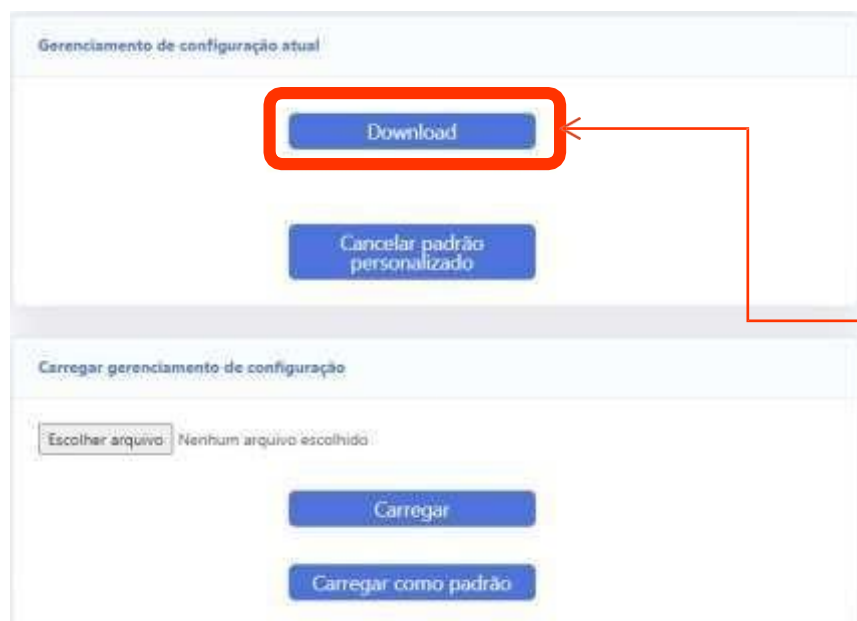 Gerenciamento de configuração atual
Download
Cancelar padrão
personalizado
Carregar gerenciamento de configuração
Escolher arquivo Nenhum arquivo escolhido
Carregar
Carregar como padrão